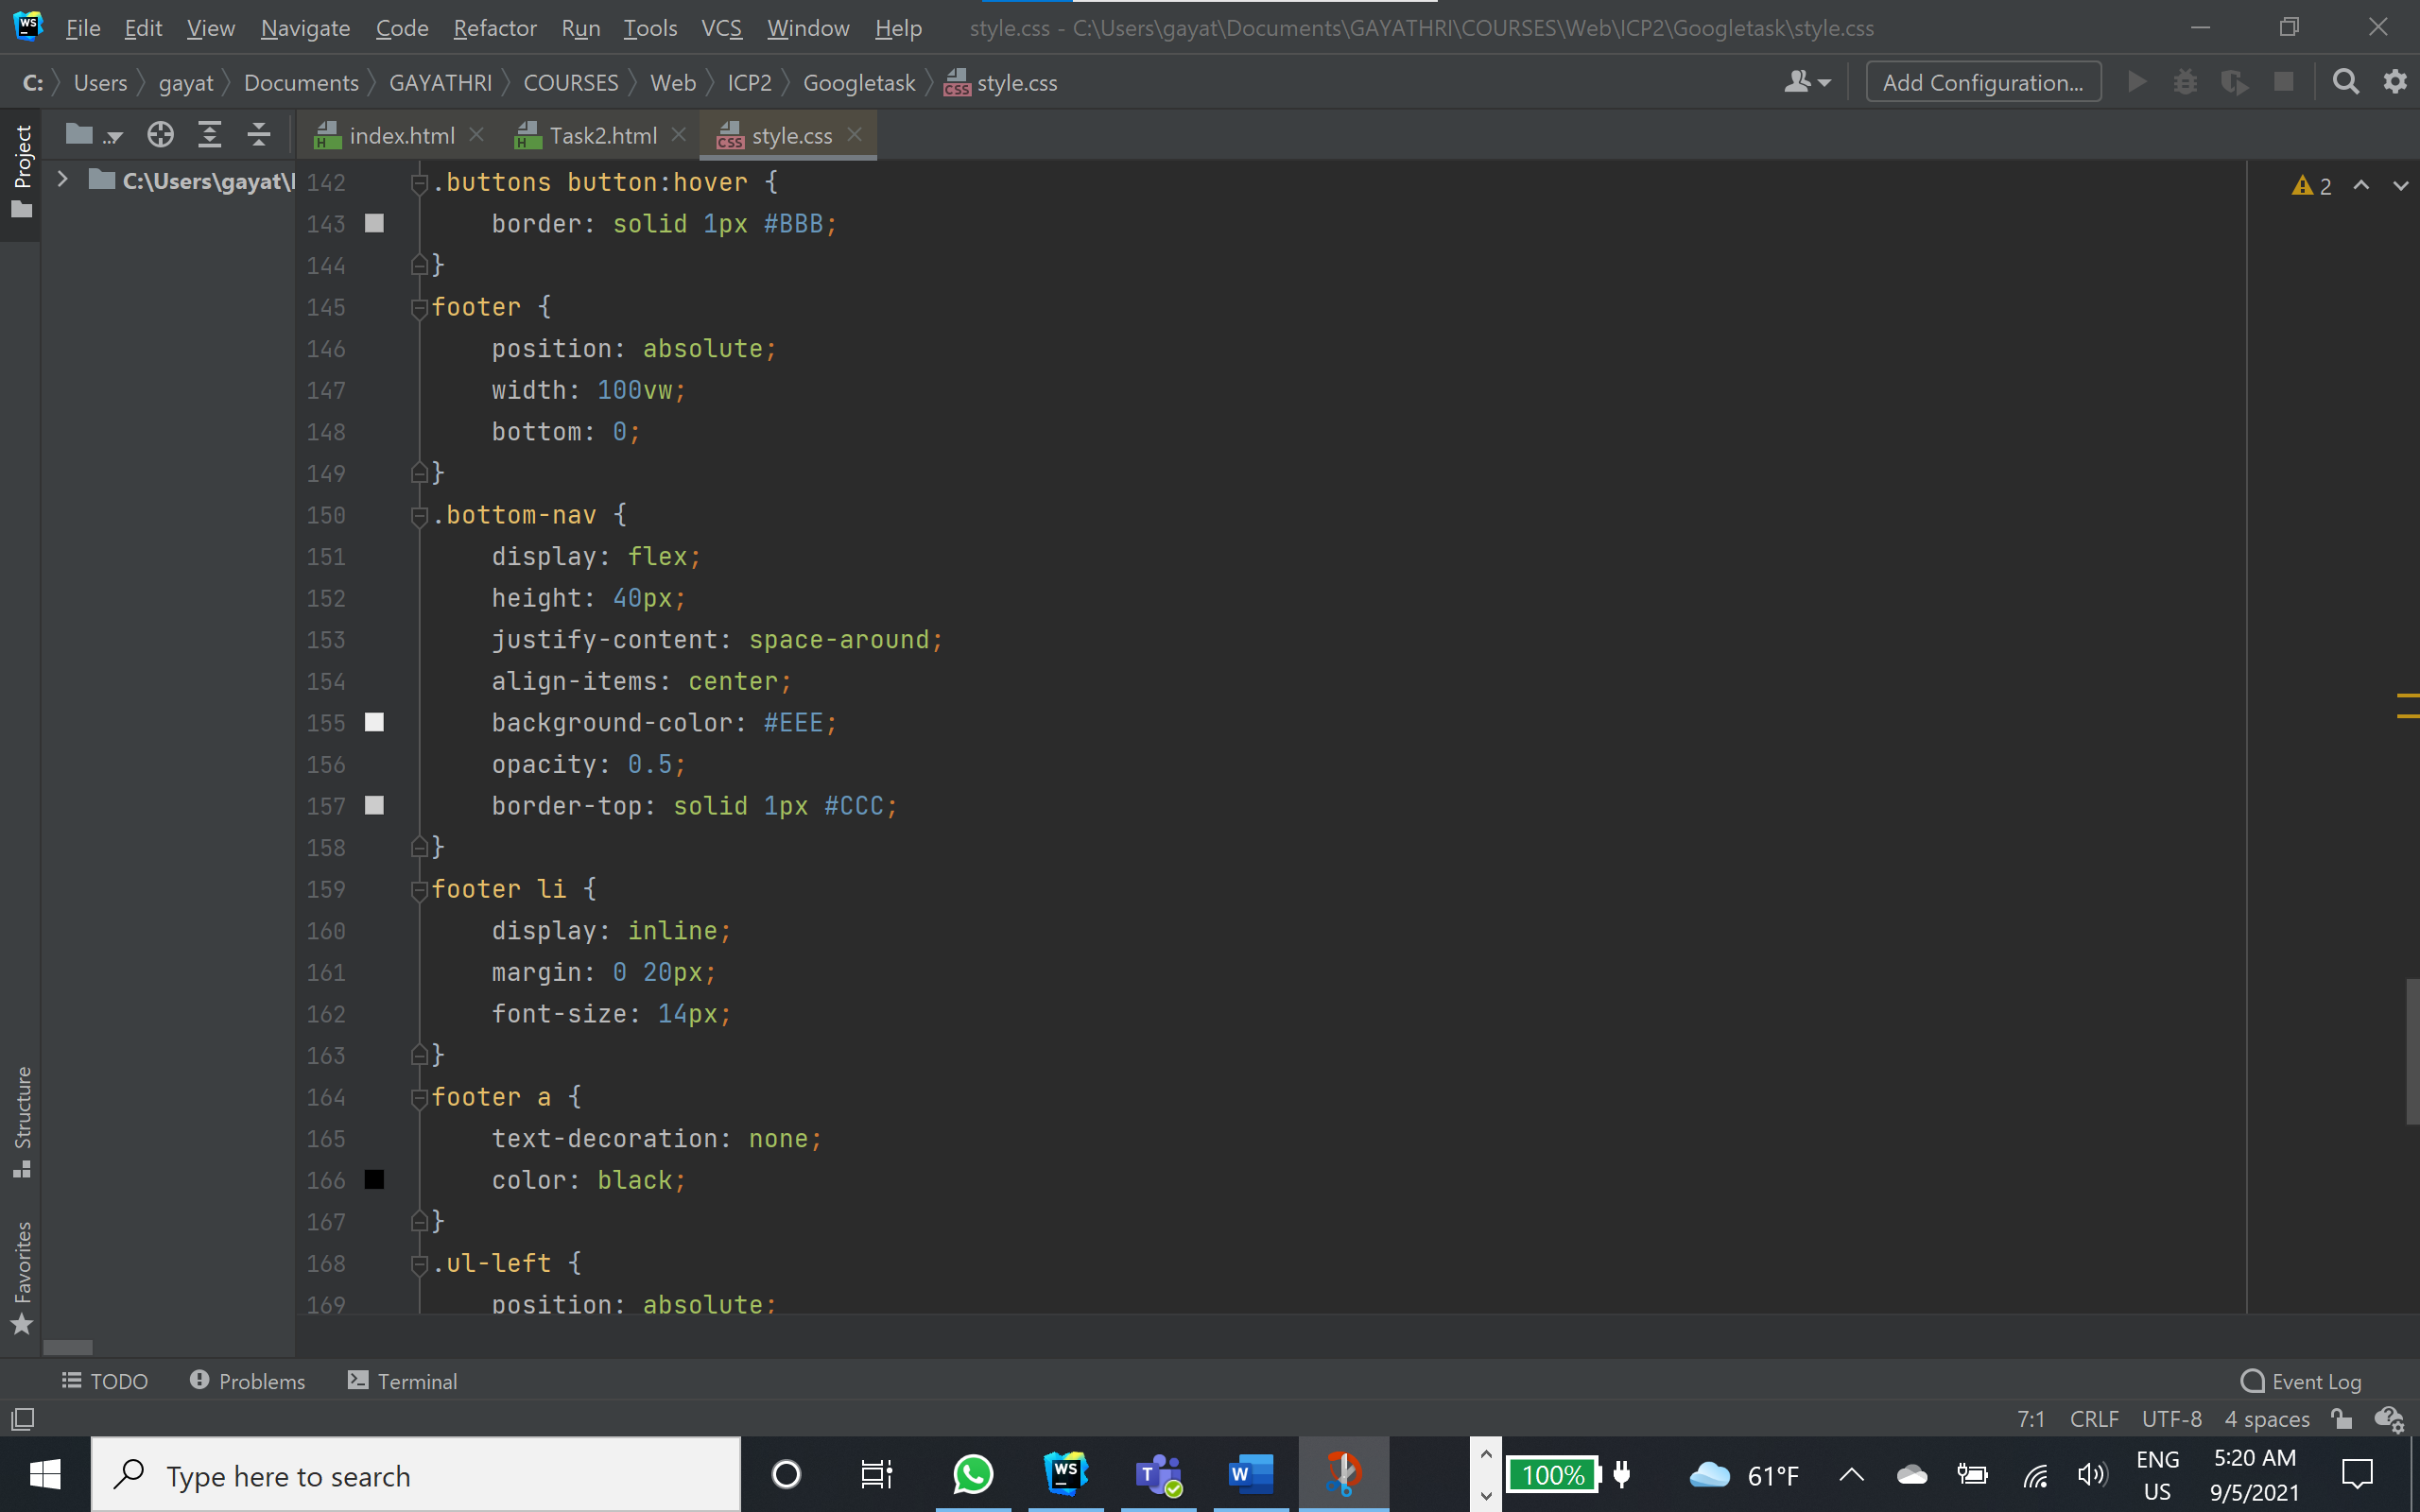 WS File Edit View Navigate Code Refactor Run Tools VCS Window Help style.css - C:\Users\gayat\Documents\GAYATHRI\COURSES\Web\ICP2\Googletask\style.css
C: Users gayat Documents GAYATHRI COURSES Web ICP2 Googletask CSS style.css Add Configuration...
Project ... H index.html H Task2.html CSS style.css
C:\Users\gayat\
2
142 .buttons button:hover {
143 border: solid 1px #BBB;
144 }
145 footer {
146 position: absolute;
147 width: 100vw;
148 bottom: 0;
149 }
150 .bottom-nav {
151 display: flex;
152 height: 40px;
153 justify-content: space-around;
154 align-items: center;
155 background-color: #EEE;
156 opacity: 0.5;
157 border-top: solid 1px #CCC;
158 }
159 footer li {
160 display: inline;
161 margin: 0 20px;
162 font-size: 14px;
163 }
164 footer a {
165 text-decoration: none;
166 color: black;
167 }
168 .ul-left {
169 position: absolute;
Structure
Favorites
TODO Problems Terminal Event Log
7:1 CRLF UTF-8 4 spaces
Type here to search WS T W 100% 61°F ENG US 5:20 AM 9/5/2021